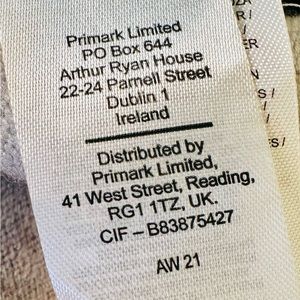 Primark Limited
PO Box 644
Arthur Ryan House
22-24 Parnell Street
Dublin 1
Ireland
Distributed by
Primark Limited,
41 West Street, Reading,
RG1 1TZ, UK.
CIF – B83875427
AW 21